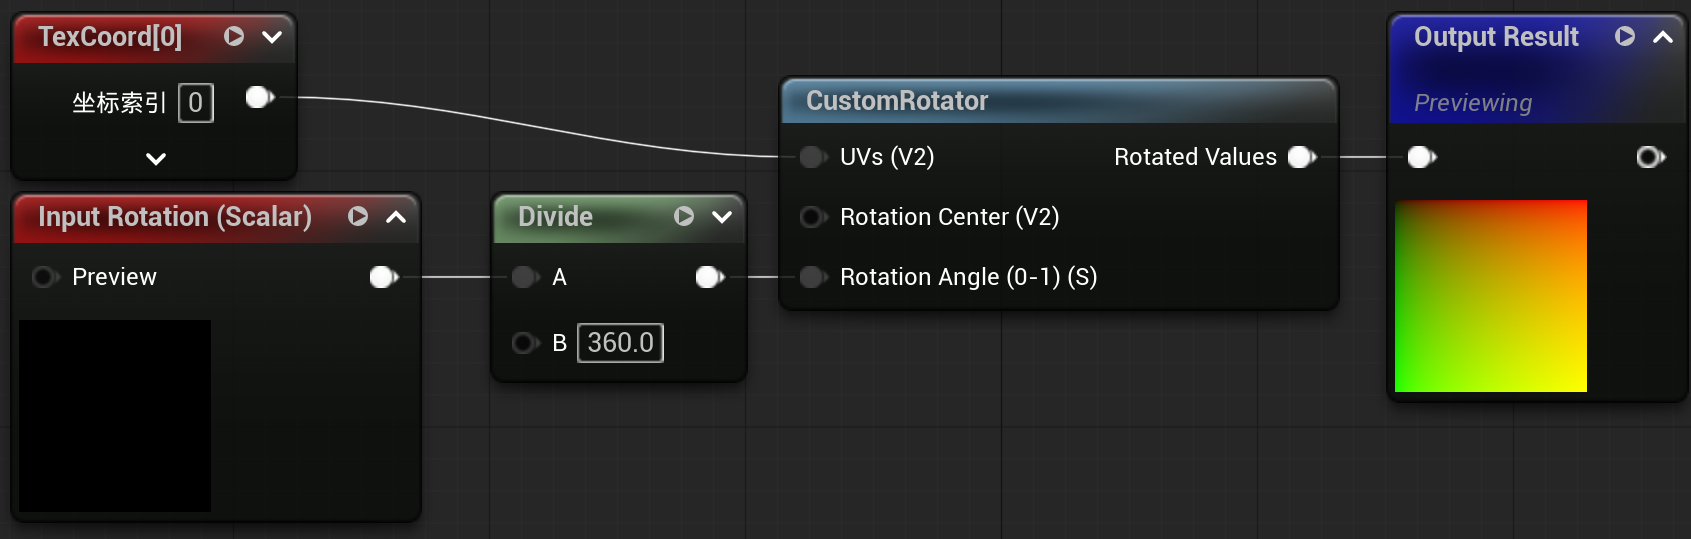 TexCoord[0]
坐标索引 0
Input Rotation (Scalar)
Preview
Divide
A
B 360.0
CustomRotator
UVs (V2) Rotated Values
Rotation Center (V2)
Rotation Angle (0-1) (S)
Output Result
Previewing